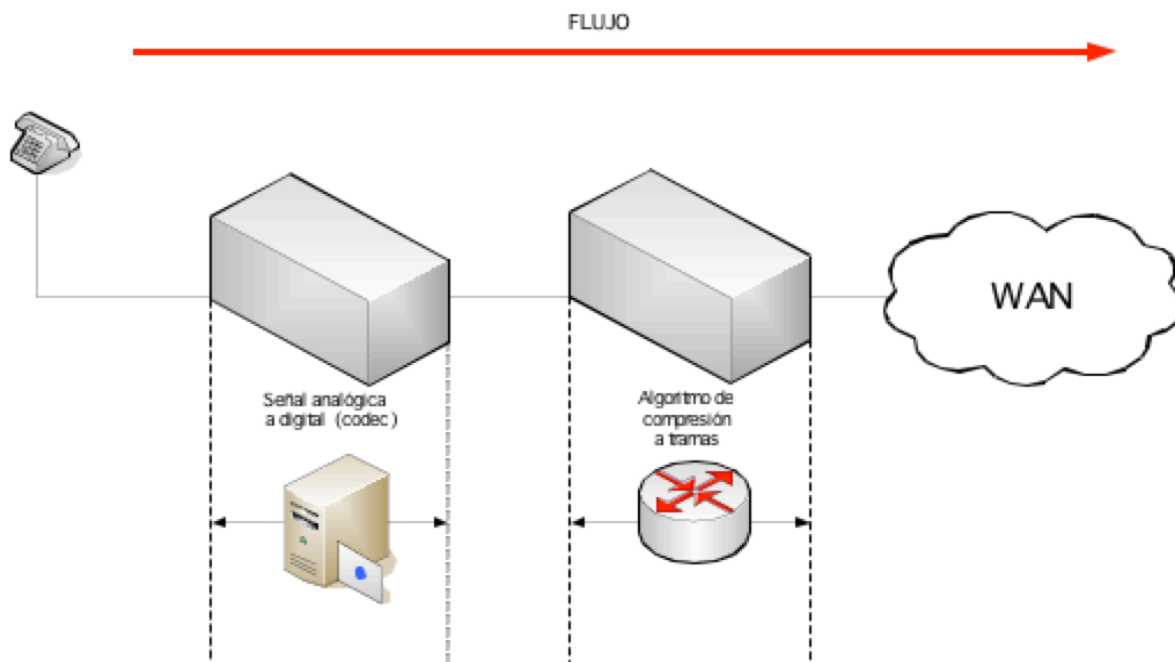 FLUJO
WAN
Señal analógica
a digital (codec)
Algoritmo de
compresión
a tramas